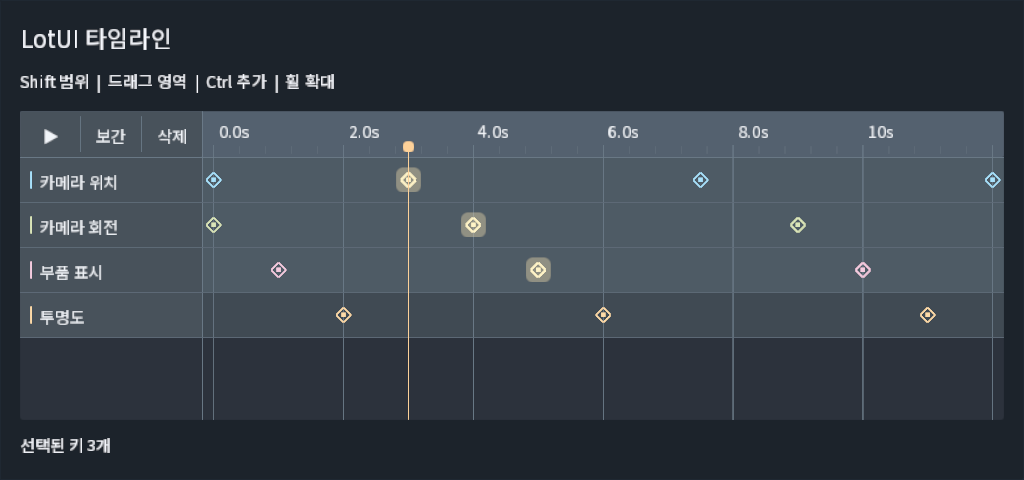 LotUI 타임라인
Shift 범위 | 드래그 영역 | Ctrl 추가 | 휠 확대
보간 삭제 0.0s 2.0s 4.0s 6.0s 8.0s 10s
카메라 위치
카메라 회전
부품 표시
투명도
선택된 키 3개